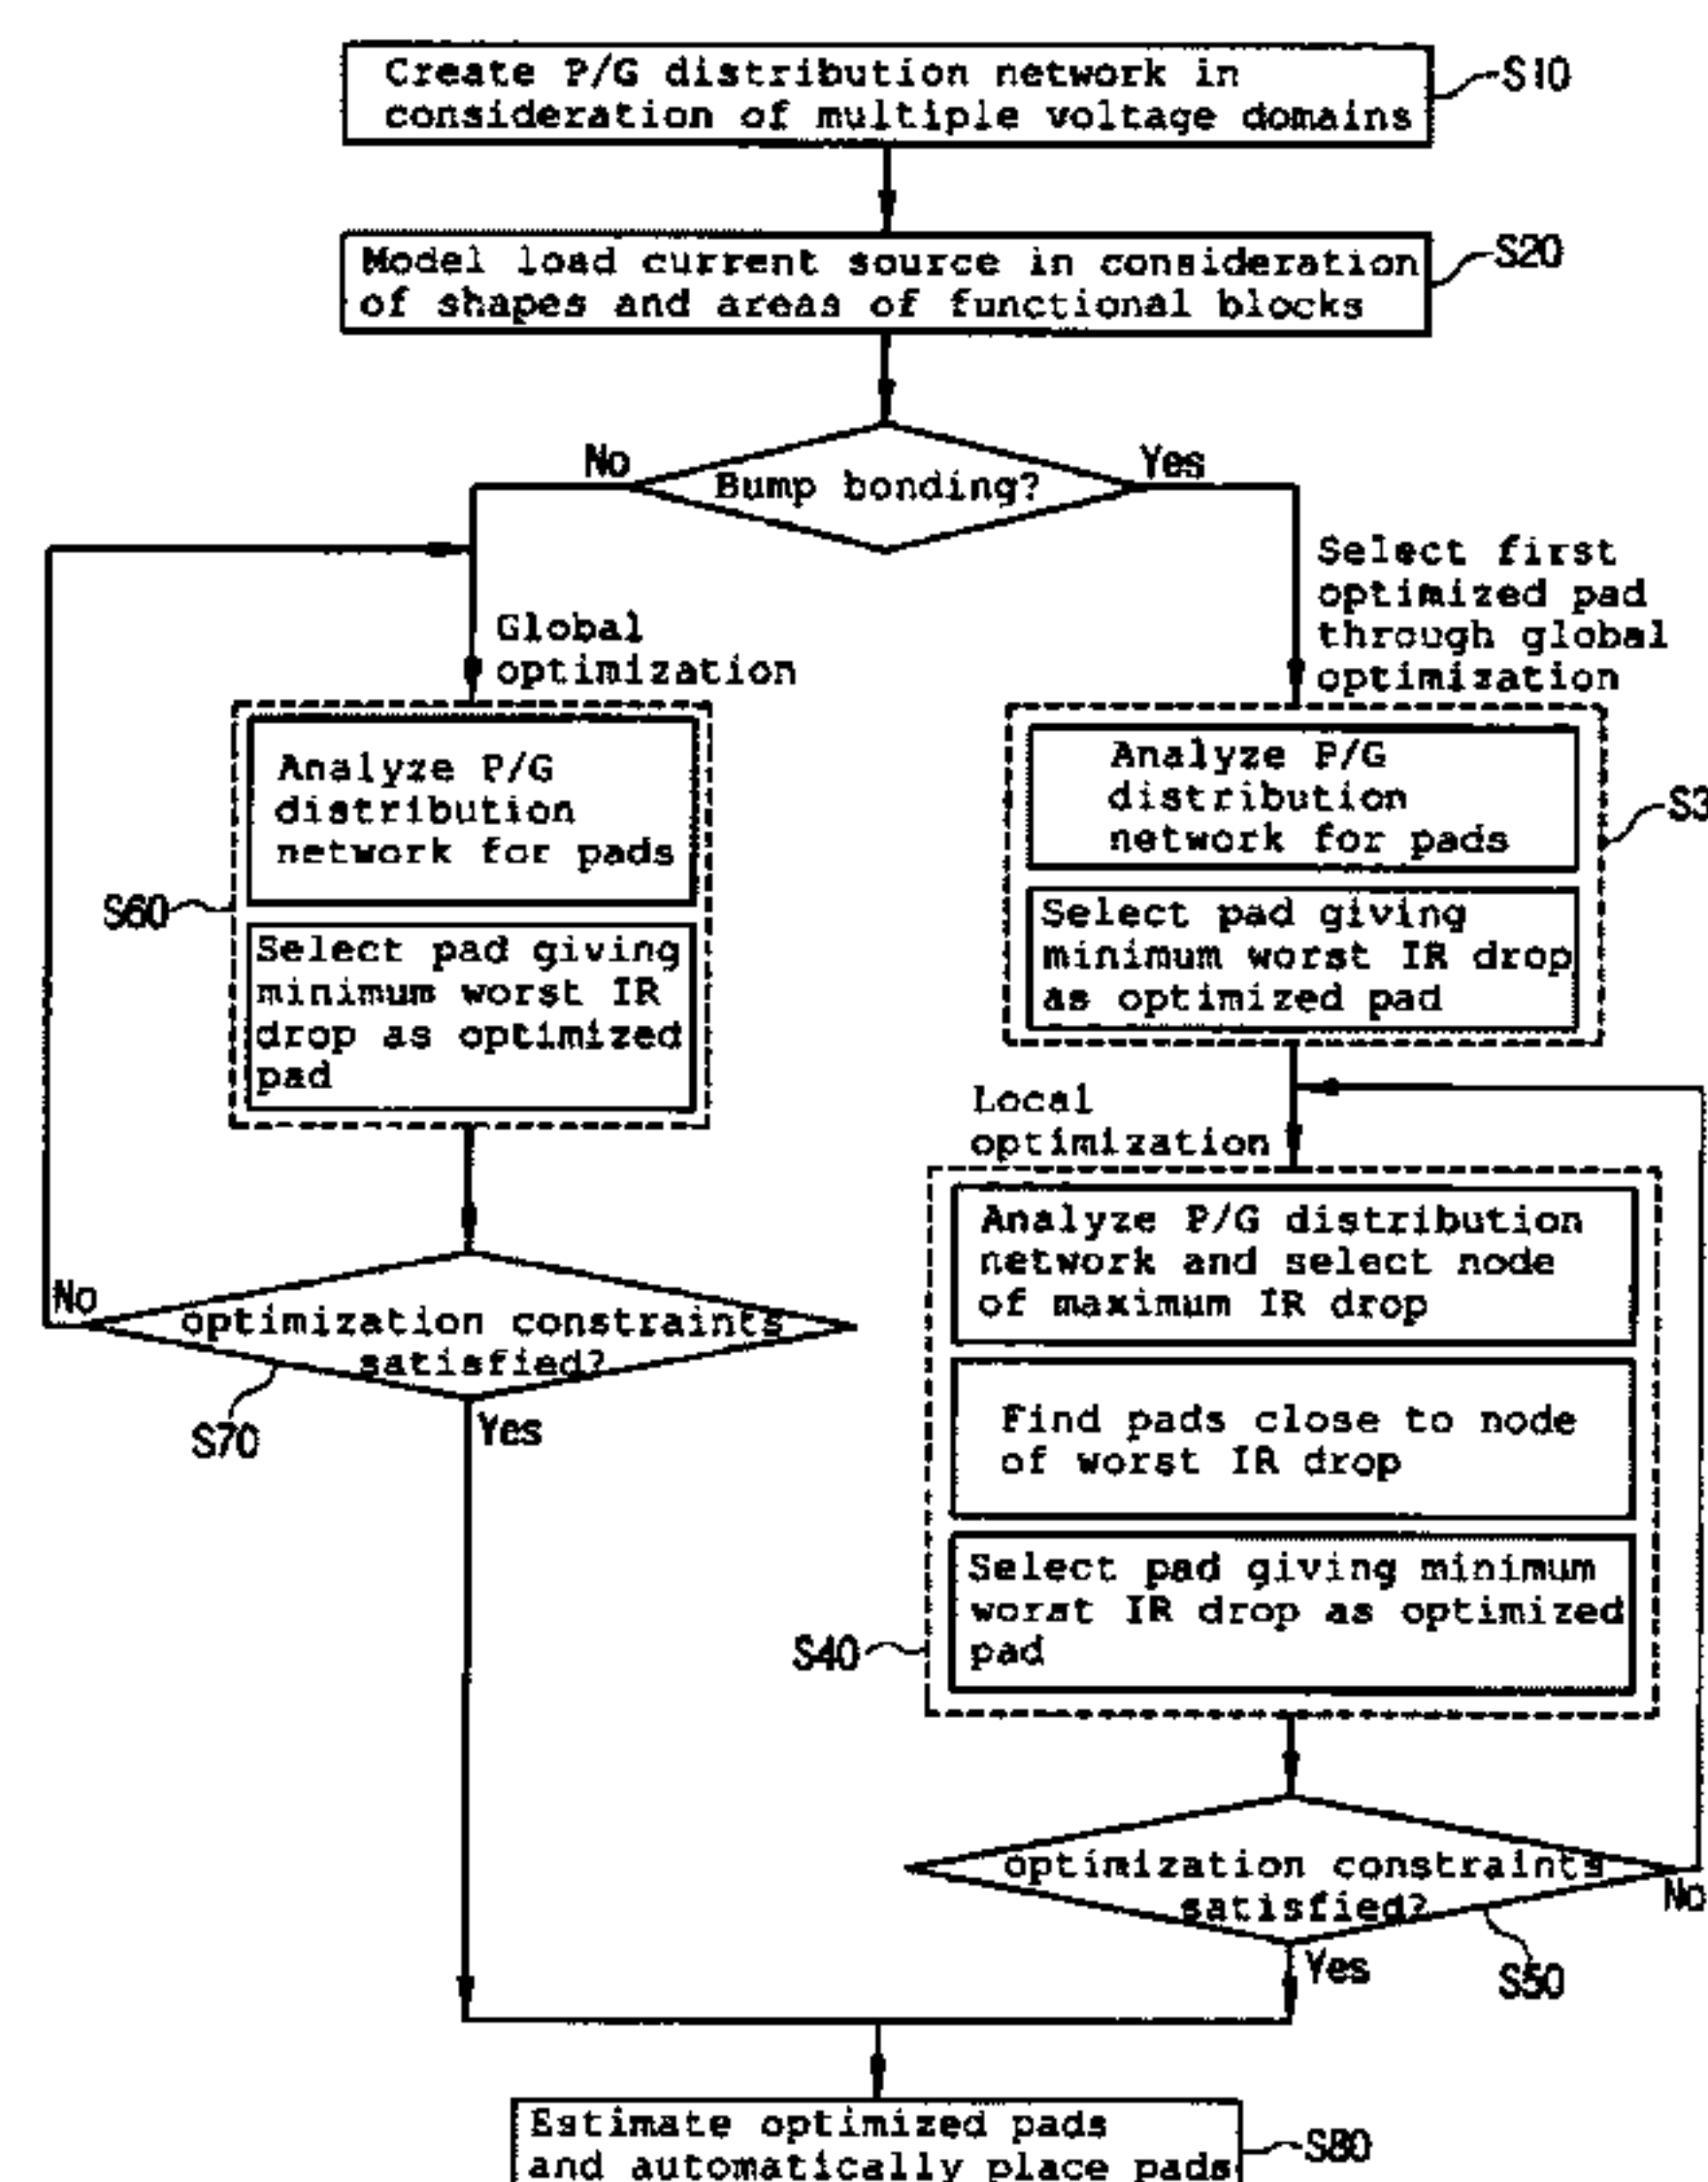 Create P/G distribution network in
consideration of multiple voltage domains
S10
Model load current source in consideration
of shapes and areas of functional blocks
S20
Bump bonding?
No
Yes
Global
optimization
Select first
optimized pad
through global
optimization
Analyze P/G
distribution
network for pads
Select pad giving
minimum worst IR
drop as optimized
pad
S60
Analyze P/G
distribution
network for pads
Select pad giving
minimum worst IR drop
as optimized pad
S3
Local
optimization
optimization constraints
satisfied?
No
Yes
S70
Analyze P/G distribution
network and select node
of maximum IR drop
Find pads close to node
of worst IR drop
Select pad giving minimum
worst IR drop as optimized
pad
S40
optimization constraints
satisfied?
No
Yes
S50
Estimate optimized pads
and automatically place pads
S80